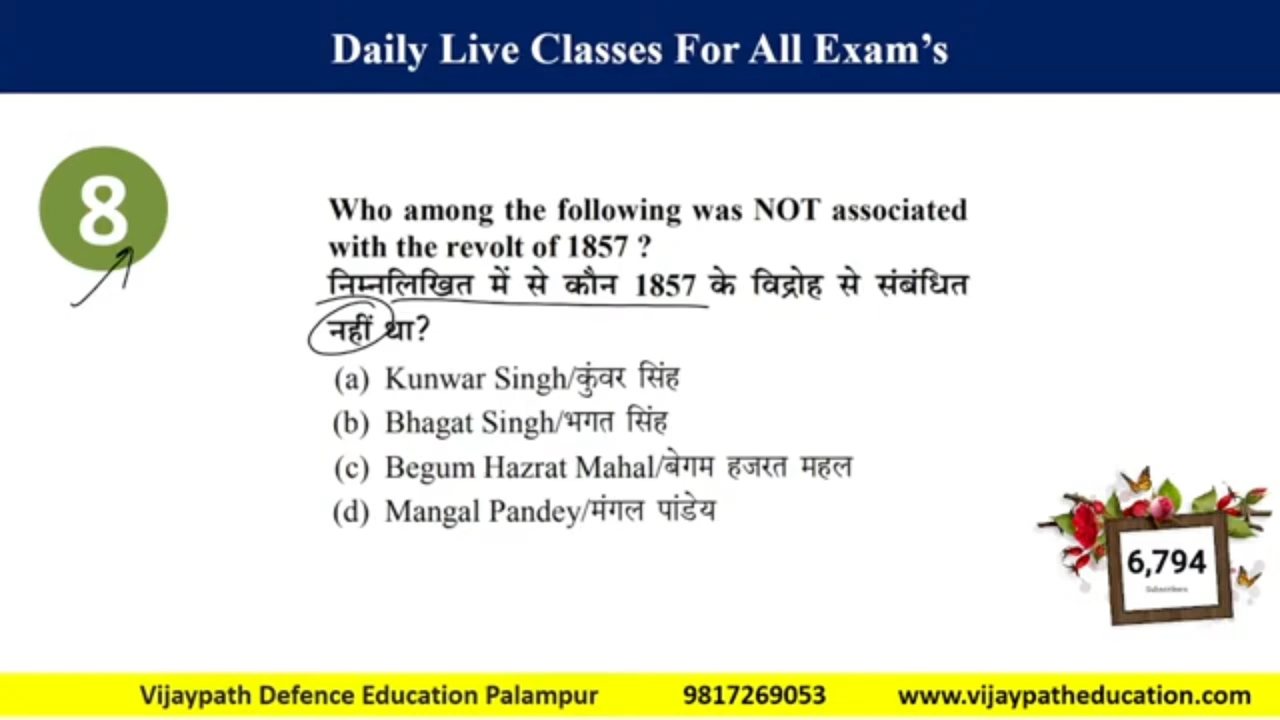 Daily Live Classes For All Exam’s
8
Who among the following was NOT associated
with the revolt of 1857 ?
निम्नलिखित में से कौन 1857 के विद्रोह से संबंधित
नहीं था?
(a) Kunwar Singh/कुंवर सिंह
(b) Bhagat Singh/भगत सिंह
(c) Begum Hazrat Mahal/बेगम हजरत महल
(d) Mangal Pandey/मंगल पांडेय
6,794
Subscribers
Vijaypath Defence Education Palampur 9817269053 www.vijaypatheducation.com